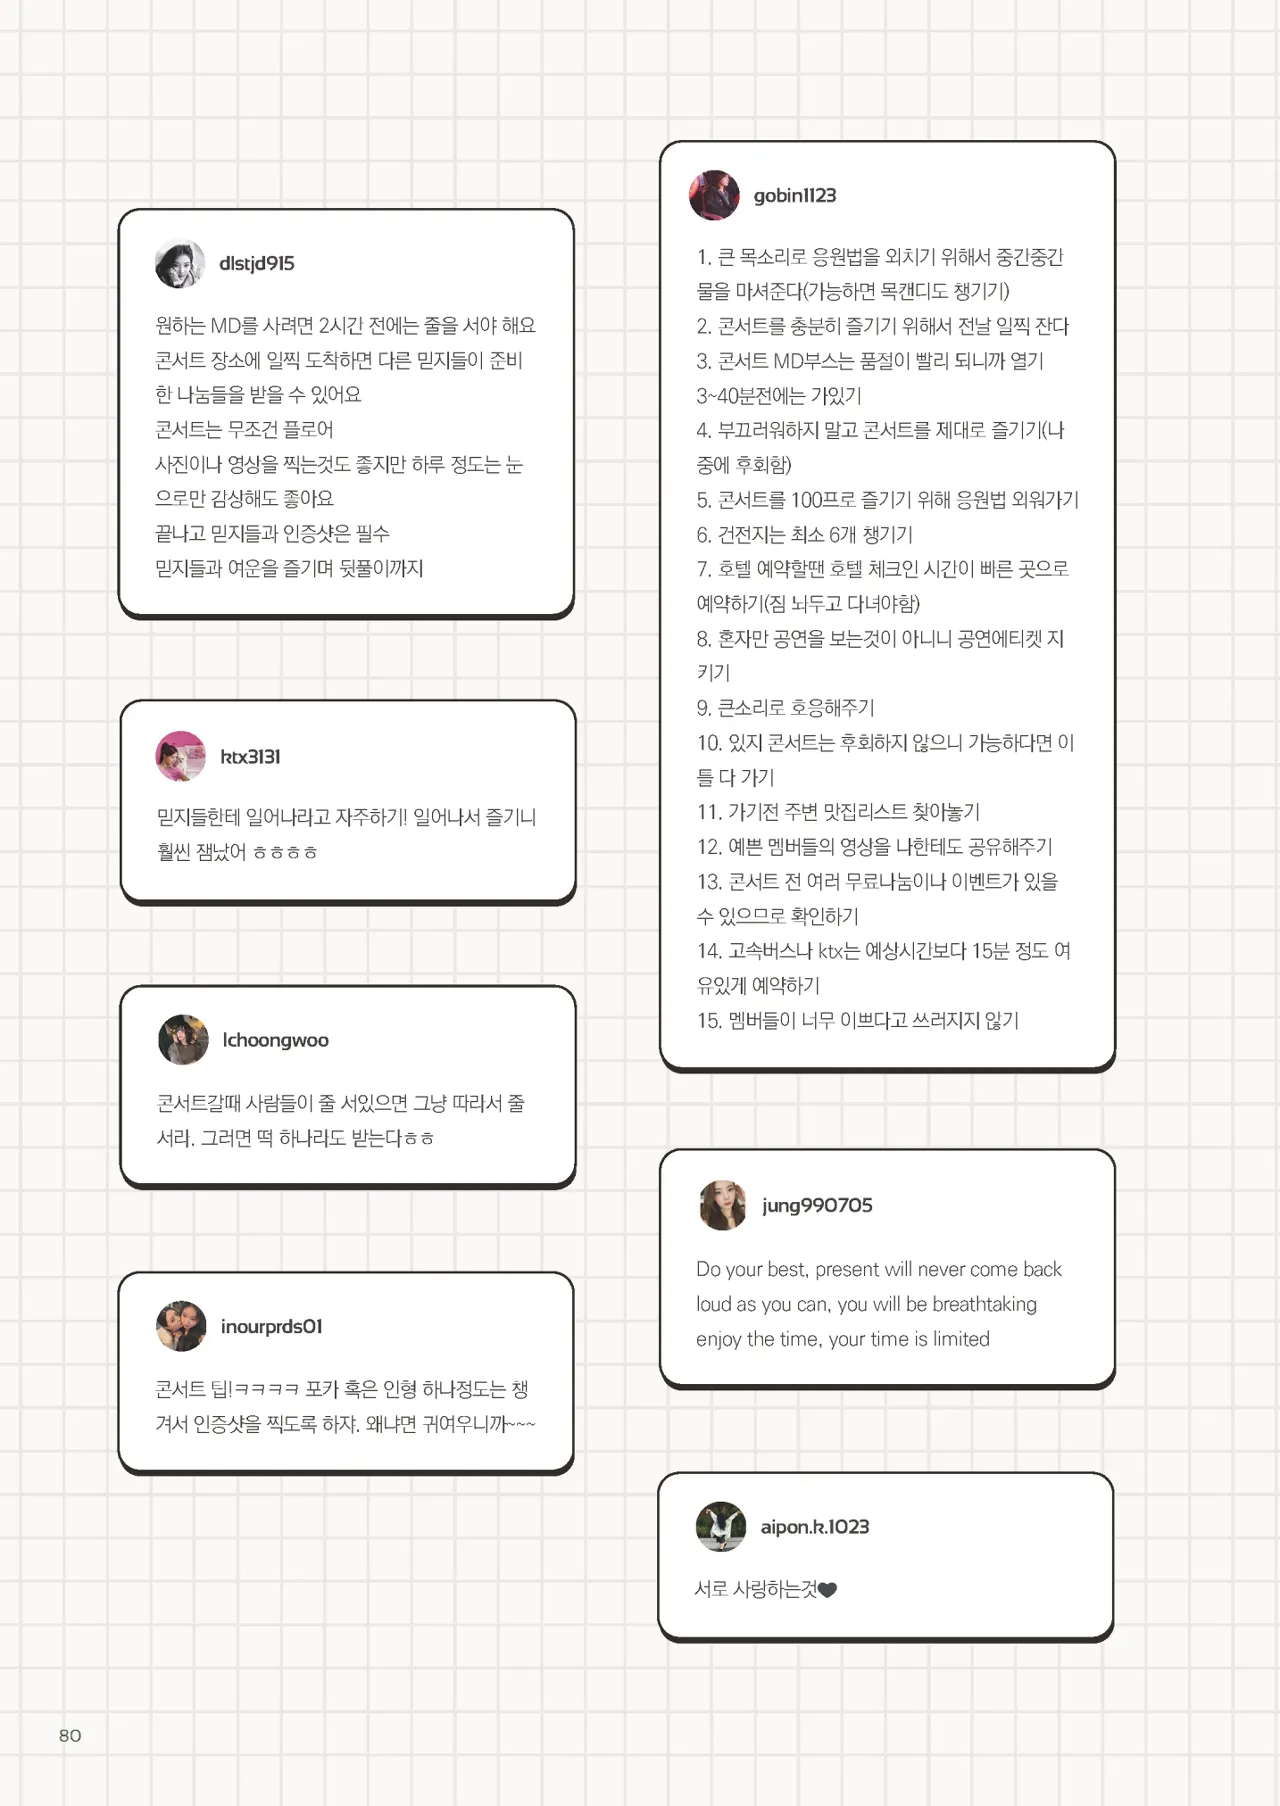 dlstjd915
원하는 MD를 사려면 2시간 전에는 줄을 서야 해요
콘서트 장소에 일찍 도착하면 다른 믿지들이 준비
한 나눔들을 받을 수 있어요
콘서트는 무조건 플로어
사진이나 영상을 찍는것도 좋지만 하루 정도는 눈
으로만 감상해도 좋아요
끝나고 믿지들과 인증샷은 필수
믿지들과 여운을 즐기며 뒷풀이까지
ktx3131
믿지들한테 일어나라고 자주하기! 일어나서 즐기니
훨씬 잼났어 ㅎㅎㅎㅎ
lchoongwoo
콘서트갈때 사람들이 줄 서있으면 그냥 따라서 줄
서라. 그러면 떡 하나라도 받는다ㅎㅎ
inourprds01
콘서트 팁!ㅋㅋㅋㅋ 포카 혹은 인형 하나정도는 챙
겨서 인증샷을 찍도록 하자. 왜냐면 귀여우니까~~~
gobin1123
1. 큰 목소리로 응원법을 외치기 위해서 중간중간
물을 마셔준다(가능하면 목캔디도 챙기기)
2. 콘서트를 충분히 즐기기 위해서 전날 일찍 잔다
3. 콘서트 MD부스는 품절이 빨리 되니까 열기
3~40분전에는 가있기
4. 부끄러워하지 말고 콘서트를 제대로 즐기기(나
중에 후회함)
5. 콘서트를 100프로 즐기기 위해 응원법 외워가기
6. 건전지는 최소 6개 챙기기
7. 호텔 예약할땐 호텔 체크인 시간이 빠른 곳으로
예약하기(짐 놔두고 다녀야함)
8. 혼자만 공연을 보는것이 아니니 공연에티켓 지
키기
9. 큰소리로 호응해주기
10. 있지 콘서트는 후회하지 않으니 가능하다면 이
틀 다 가기
11. 가기전 주변 맛집리스트 찾아놓기
12. 예쁜 멤버들의 영상을 나한테도 공유해주기
13. 콘서트 전 여러 무료나눔이나 이벤트가 있을
수 있으므로 확인하기
14. 고속버스나 ktx는 예상시간보다 15분 정도 여
유있게 예약하기
15. 멤버들이 너무 이쁘다고 쓰러지지 않기
jung990705
Do your best, present will never come back
loud as you can, you will be breathtaking
enjoy the time, your time is limited
aipon.k.1023
서로 사랑하는것🖤
80